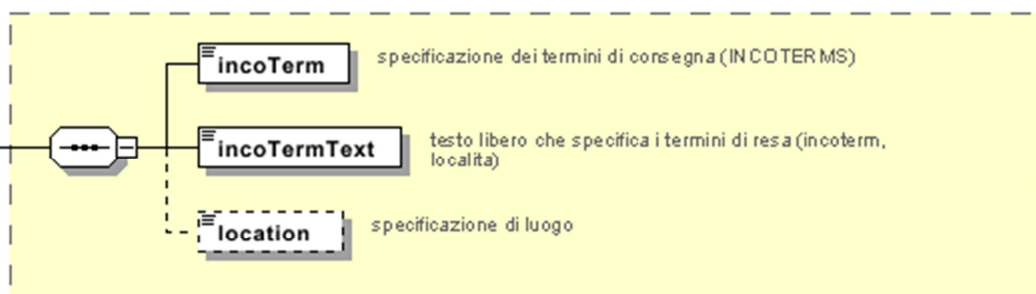 incoTerm
specificazione dei termini di consegna (INCOTERMS)
incoTermText
testo libero che specifica i termini di resa (incoterm,
localita)
location
specificazione di luogo